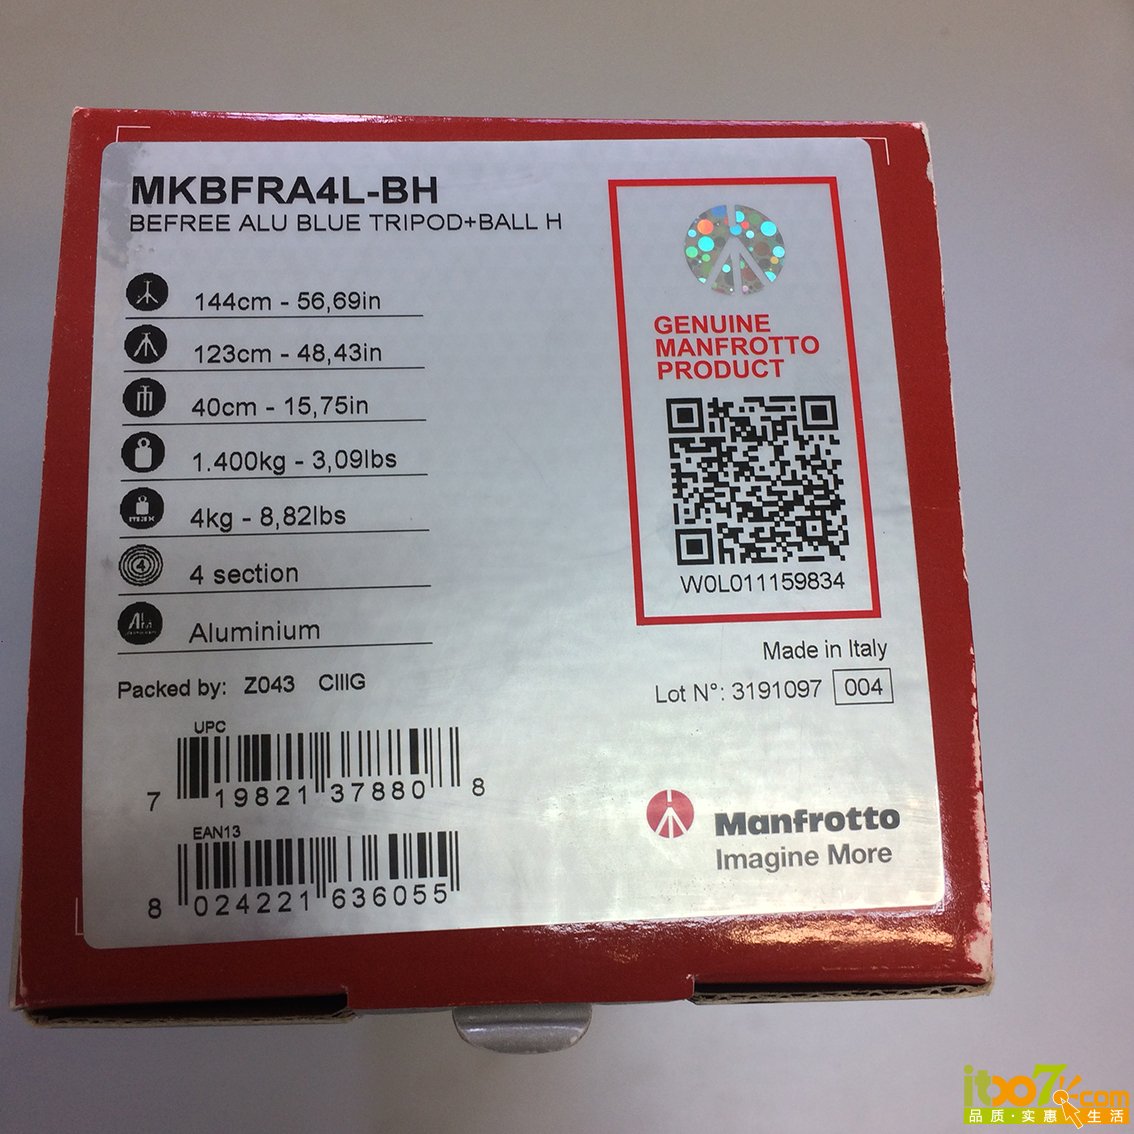 MKBFRA4L-BH
BEFREE ALU BLUE TRIPOD+BALL H
144cm - 56,69in
123cm - 48,43in
40cm - 15,75in
1.400kg - 3,09lbs
4kg - 8,82lbs
4
4 section
Aluminium
Packed by: Z043 CIIIG
UPC
7 19821 37880 8
EAN13
8 024221 636055
GENUINE
MANFROTTO
PRODUCT
W0L011159834
Made in Italy
Lot N°: 3191097 004
Manfrotto
Imagine More
itoo7k.com
品质·实惠 生活